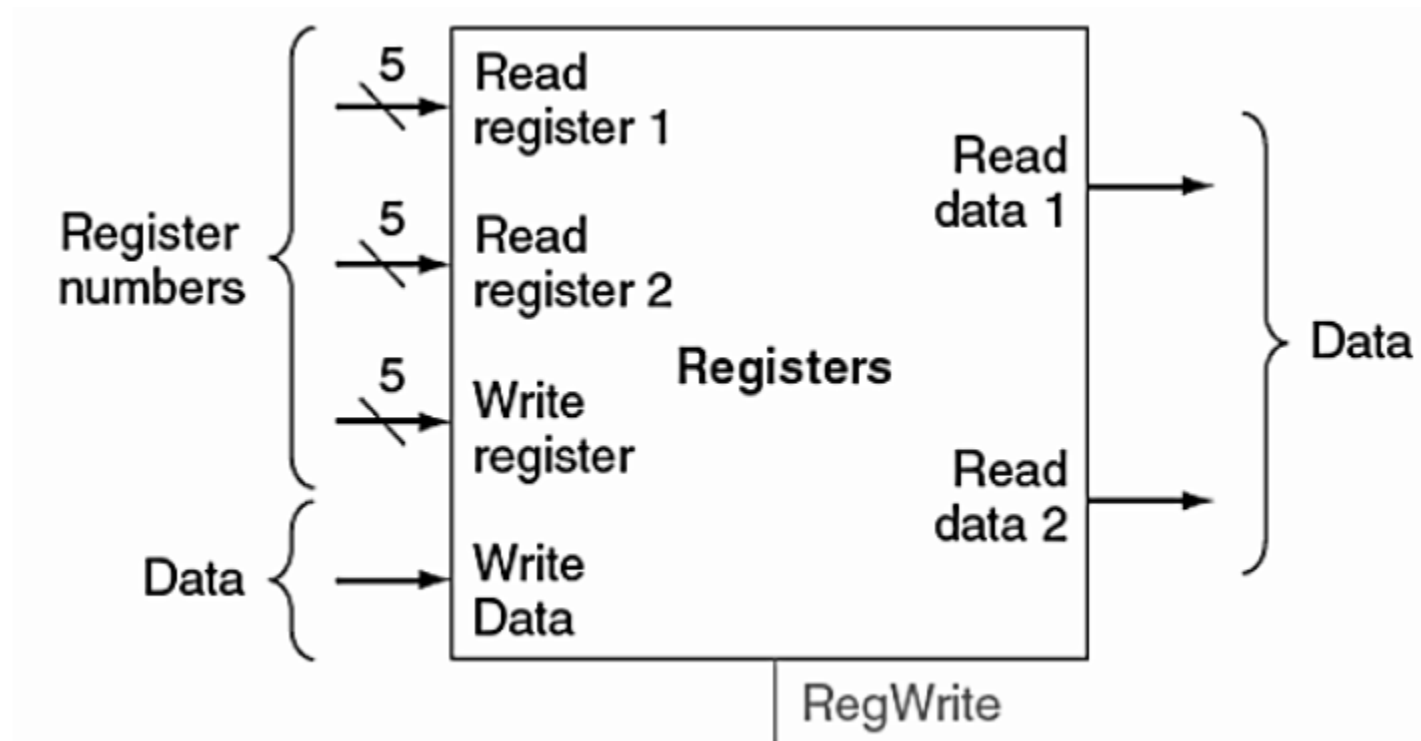 5
Read
register 1
5
Read
register 2
5
Write
register
Write
Data
Register
numbers
Data
Registers
Read
data 1
Read
data 2
Data
RegWrite